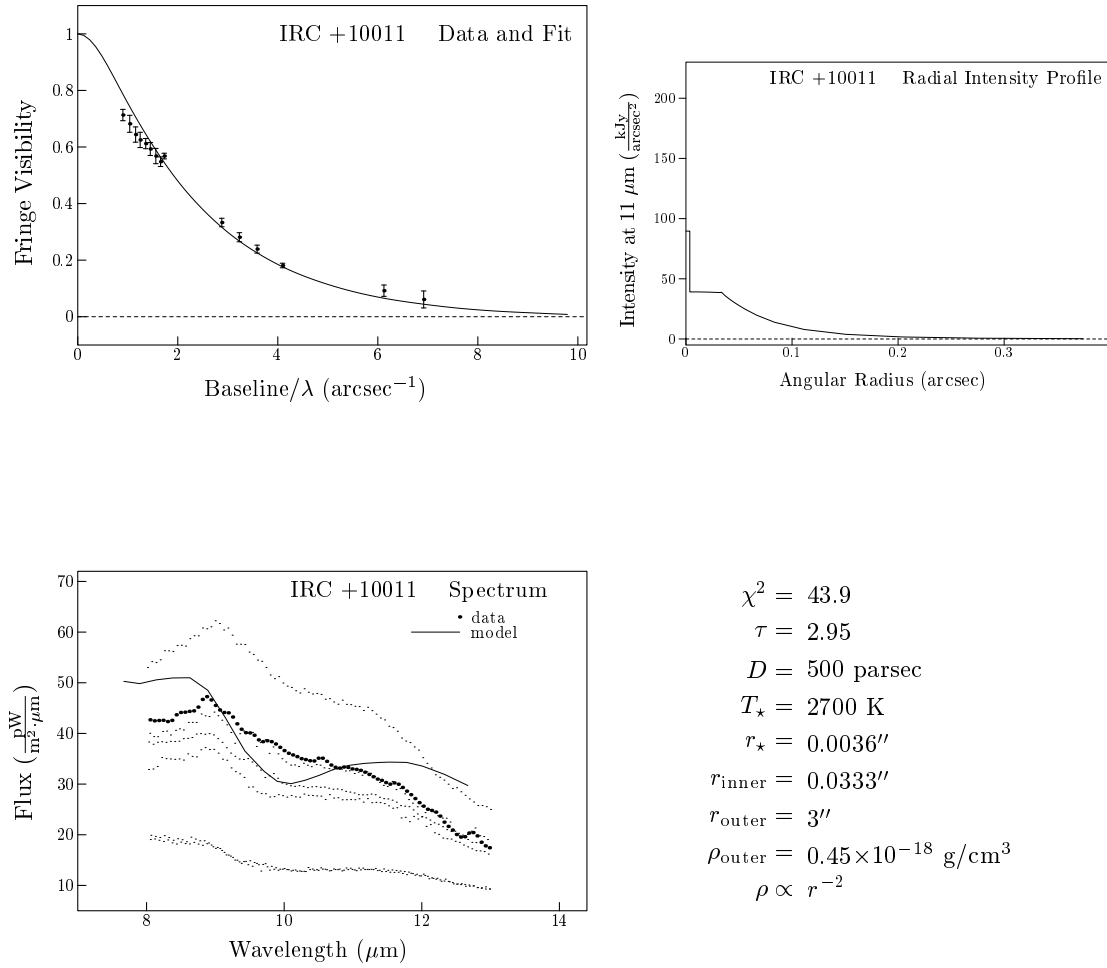 IRC +10011 Data and Fit
Fringe Visibility
1
0.8
0.6
0.4
0.2
0
0 2 4 6 8 10
Baseline/λ (arcsec⁻¹)
IRC +10011 Radial Intensity Profile
Intensity at 11 μm (kJy/arcsec²)
200
150
100
50
0
0 0.1 0.2 0.3
Angular Radius (arcsec)
IRC +10011 Spectrum
data
model
Flux (pW/m²·μm)
70
60
50
40
30
20
10
8 10 12 14
Wavelength (μm)
χ² = 43.9
τ = 2.95
D = 500 parsec
T⋆ = 2700 K
r⋆ = 0.0036″
r_inner = 0.0333″
r_outer = 3″
ρ_outer = 0.45×10⁻¹⁸ g/cm³
ρ ∝ r⁻²